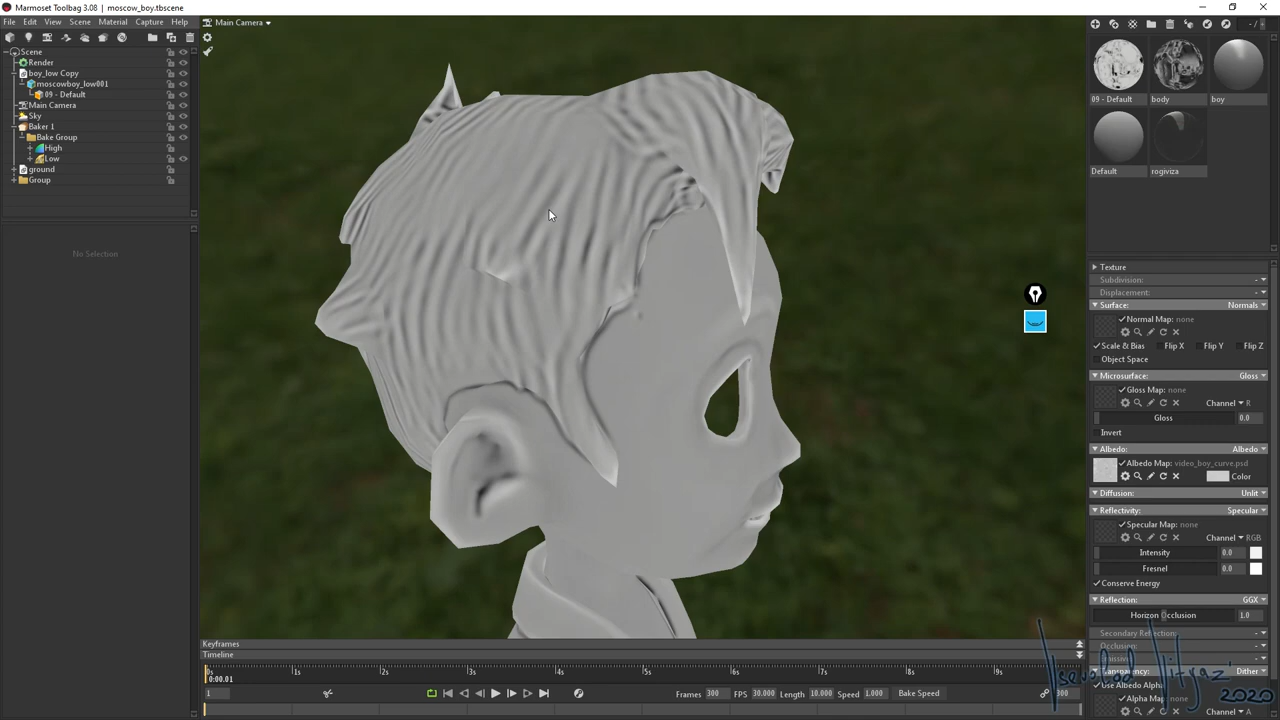 Marmoset Toolbag 3.08 | moscow_boy.tbscene
File Edit View Scene Material Capture Help
Main Camera
- /
Scene
Render
boy_low Copy
moscowboy_low001
09 - Default
Main Camera
Sky
Baker 1
Bake Group
High
Low
ground
Group
No Selection
09 - Default body boy
Default rogiviza
Texture
Subdivision: -
Displacement: -
Surface: Normals
Normal Map: none
Scale & Bias Flip X Flip Y Flip Z
Object Space
Microsurface: Gloss
Gloss Map: none
Channel R
Gloss 0.0
Invert
Albedo: Albedo
Albedo Map: video_boy_curve.psd
Color
Diffusion: Unlit
Reflectivity: Specular
Specular Map: none
Channel RGB
Intensity 0.0
Fresnel 0.0
Conserve Energy
Reflection: GGX
Horizon Occlusion 1.0
Secondary Reflection: -
Occlusion: -
Emissive: -
Transparency: Dither
Use Albedo Alpha
Alpha Map: none
Channel A
Keyframes
Timeline
0s 1s 2s 3s 4s 5s 6s 7s 8s 9s
0:00.01
1 Frames 300 FPS 30.000 Length 10.000 Speed 1.000 Bake Speed 300
2020